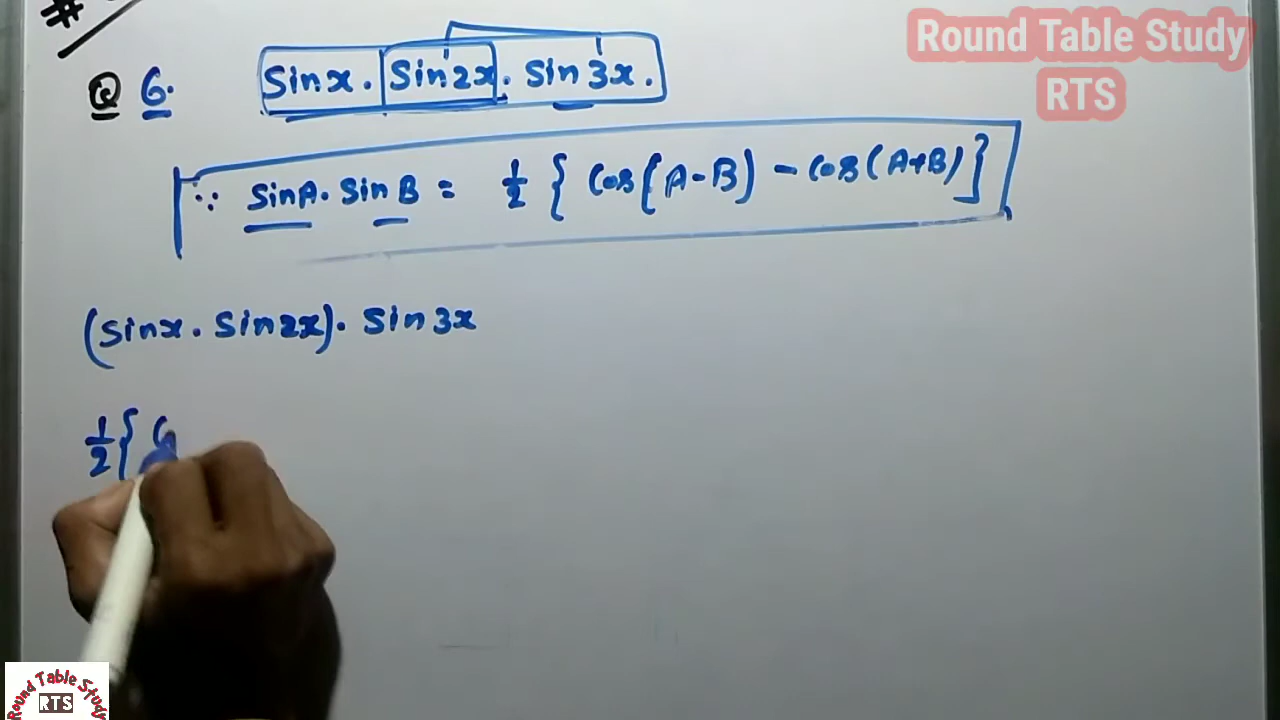 #
Round Table Study
RTS
Q 6. Sinx. Sin2x. Sin3x.
∵ SinA. Sin B = 1/2 { Cos(A-B) - Cos(A+B)}
(Sinx. Sin2x). Sin3x
1/2 {
Round Table Study
RTS